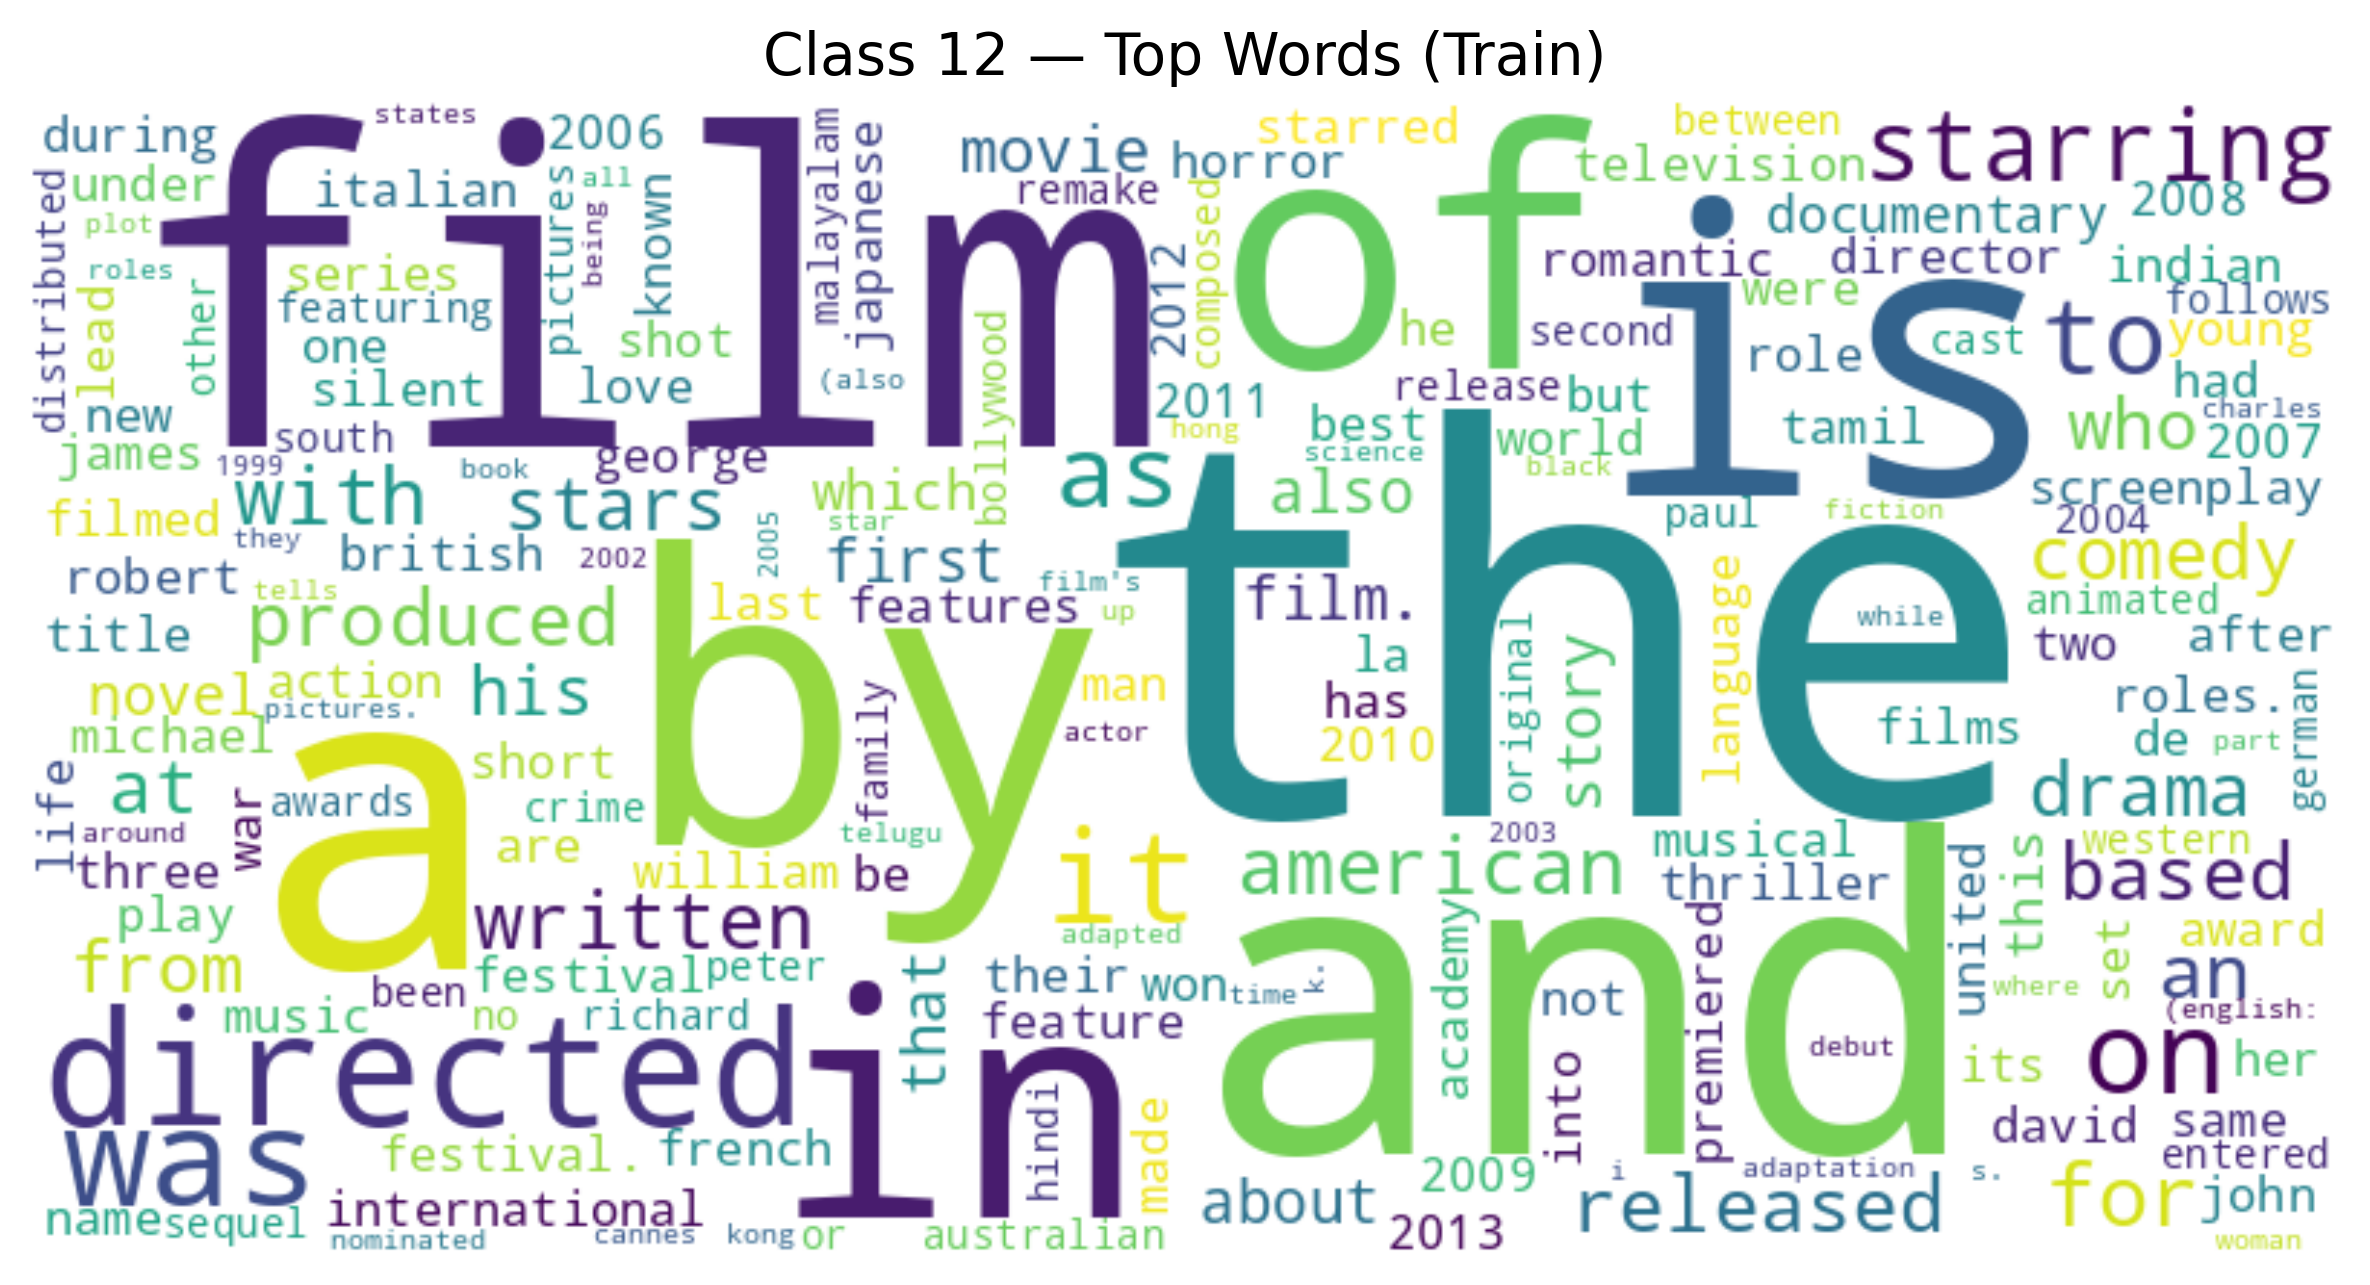 Class 12 — Top Words (Train)
during
states
2006
movie
horror
starred
between
television
starring
under
italian
pictures
all
malayalam
japanese
remake
composed
film
of
is
documentary
2008
distributed
plot
being
known
romantic
director
indian
roles
series
2012
were
follows
lead
other
featuring
shot
he
second
to
young
one
bollywood
role
cast
silent
love
(also
2011
release
but
had
new
hong
best
world
tamil
who
charles
2007
south
science
black
james
1999
book
george
as
with
stars
which
also
screenplay
filmed
star
paul
fiction
2004
they
british
2002
2005
first
the
comedy
robert
tells
film's
film.
language
while
animated
title
produced
by
last
features
up
two
after
la
original
story
novel
action
his
man
has
roles.
pictures.
family
michael
short
actor
2010
films
de
part
german
life
at
war
awards
a
crime
drama
around
are
telugu
2003
musical
western
three
william
be
it
american
thriller
united
this
based
play
written
adapted
academy
premiered
set
award
from
festival
peter
that
their
won
time
k.
and
not
where
an
been
music
no
richard
feature
(english:
directed
in
debut
its
on
her
hindi
made
into
david
same
was
festival.
french
2009
i
adaptation
s.
entered
name
sequel
international
about
released
for
john
nominated
cannes
kong
or
australian
2013
woman